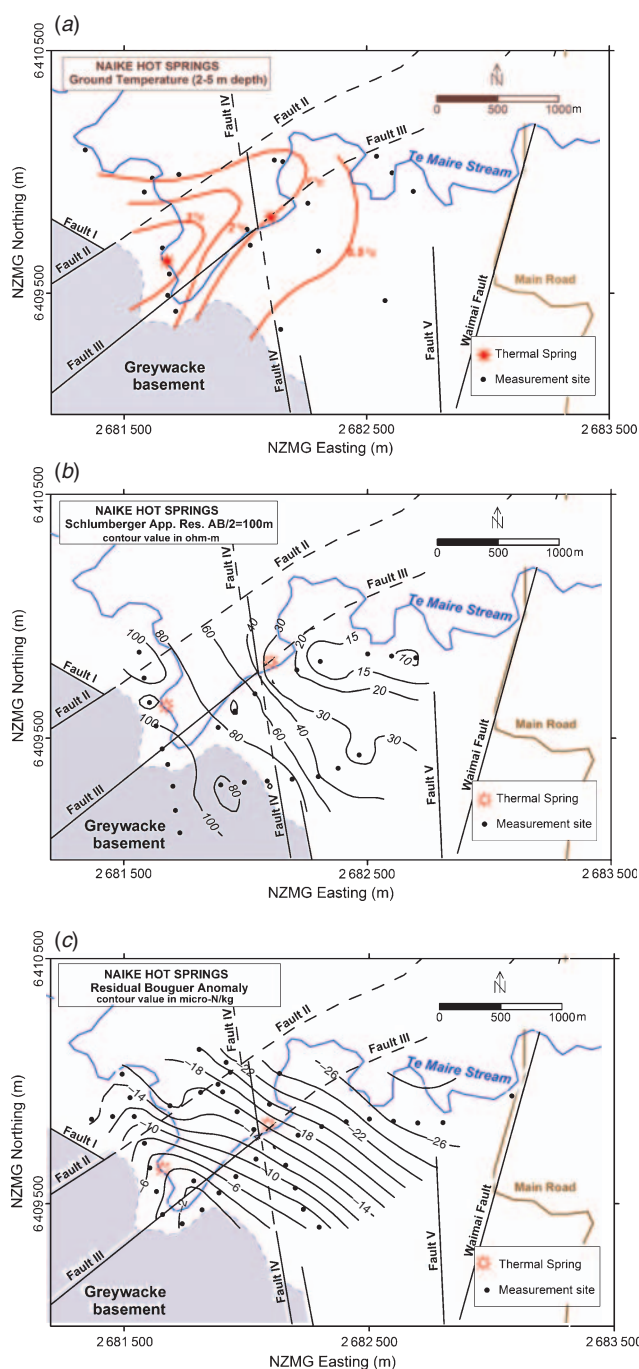 (a)
6 410 500
NAIKE HOT SPRINGS
Ground Temperature (2-5 m depth)
N
0 500 1000m
Fault IV
Fault II
Fault III
Te Maire Stream
NZMG Northing (m)
Fault I
Fault II
Fault III
6 409 500
Greywacke
basement
Fault IV
Fault V
Waimai Fault
Main Road
Thermal Spring
Measurement site
2 681 500
2 682 500
2 683 500
NZMG Easting (m)
(b)
6 410 500
NAIKE HOT SPRINGS
Schlumberger App. Res. AB/2=100m
contour value in ohm-m
N
0 500 1000m
Fault IV
Fault II
Fault III
Te Maire Stream
100
80
60
40
30
20
15
10
15
20
30
30
40
60
80
100
80
100
NZMG Northing (m)
Fault I
Fault II
Fault III
6 409 500
Greywacke
basement
Fault IV
Fault V
Waimai Fault
Main Road
Thermal Spring
Measurement site
2 681 500
2 682 500
2 683 500
NZMG Easting (m)
(c)
6 410 500
NAIKE HOT SPRINGS
Residual Bouguer Anomaly
contour value in micro-N/kg
N
0 500 1000m
Fault IV
Fault II
Fault III
Te Maire Stream
-22
-18
-26
-14
-10
-18
-22
-26
-6
-6
-10
-14
NZMG Northing (m)
Fault I
Fault II
Fault III
6 409 500
Greywacke
basement
Fault IV
Fault V
Waimai Fault
Main Road
Thermal Spring
Measurement site
2 681 500
2 682 500
2 683 500
NZMG Easting (m)